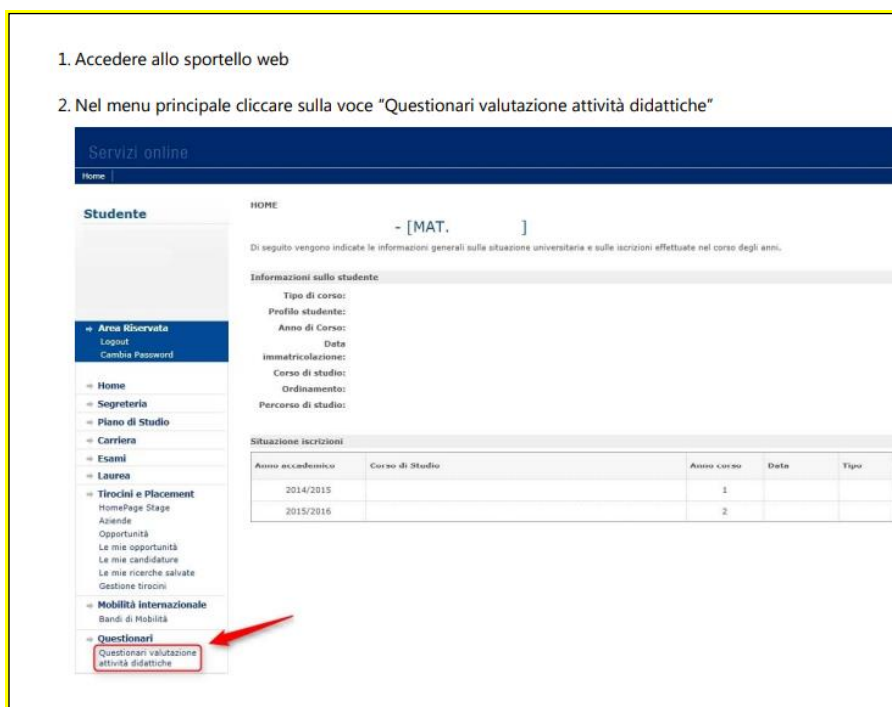 1. Accedere allo sportello web
2. Nel menu principale cliccare sulla voce “Questionari valutazione attività didattiche”
Servizi online
Home
Studente
Area Riservata
Logout
Cambia Password
Home
Segreteria
Piano di Studio
Carriera
Esami
Laurea
Tirocini e Placement
HomePage Stage
Aziende
Opportunità
Le mie opportunità
Le mie candidature
Le mie ricerche salvate
Gestione tirocini
Mobilità internazionale
Bandi di Mobilità
Questionari
Questionari valutazione
attività didattiche
HOME
- [MAT. ]
Di seguito vengono indicate le informazioni generali sulla situazione universitaria e sulle iscrizioni effettuate nel corso degli anni.
Informazioni sullo studente
Tipo di corso:
Profilo studente:
Anno di Corso:
Data
immatricolazione:
Corso di studio:
Ordinamento:
Percorso di studio:
Situazione iscrizioni
Anno accademico Corso di Studio Anno corso Data Tipo
2014/2015 1
2015/2016 2